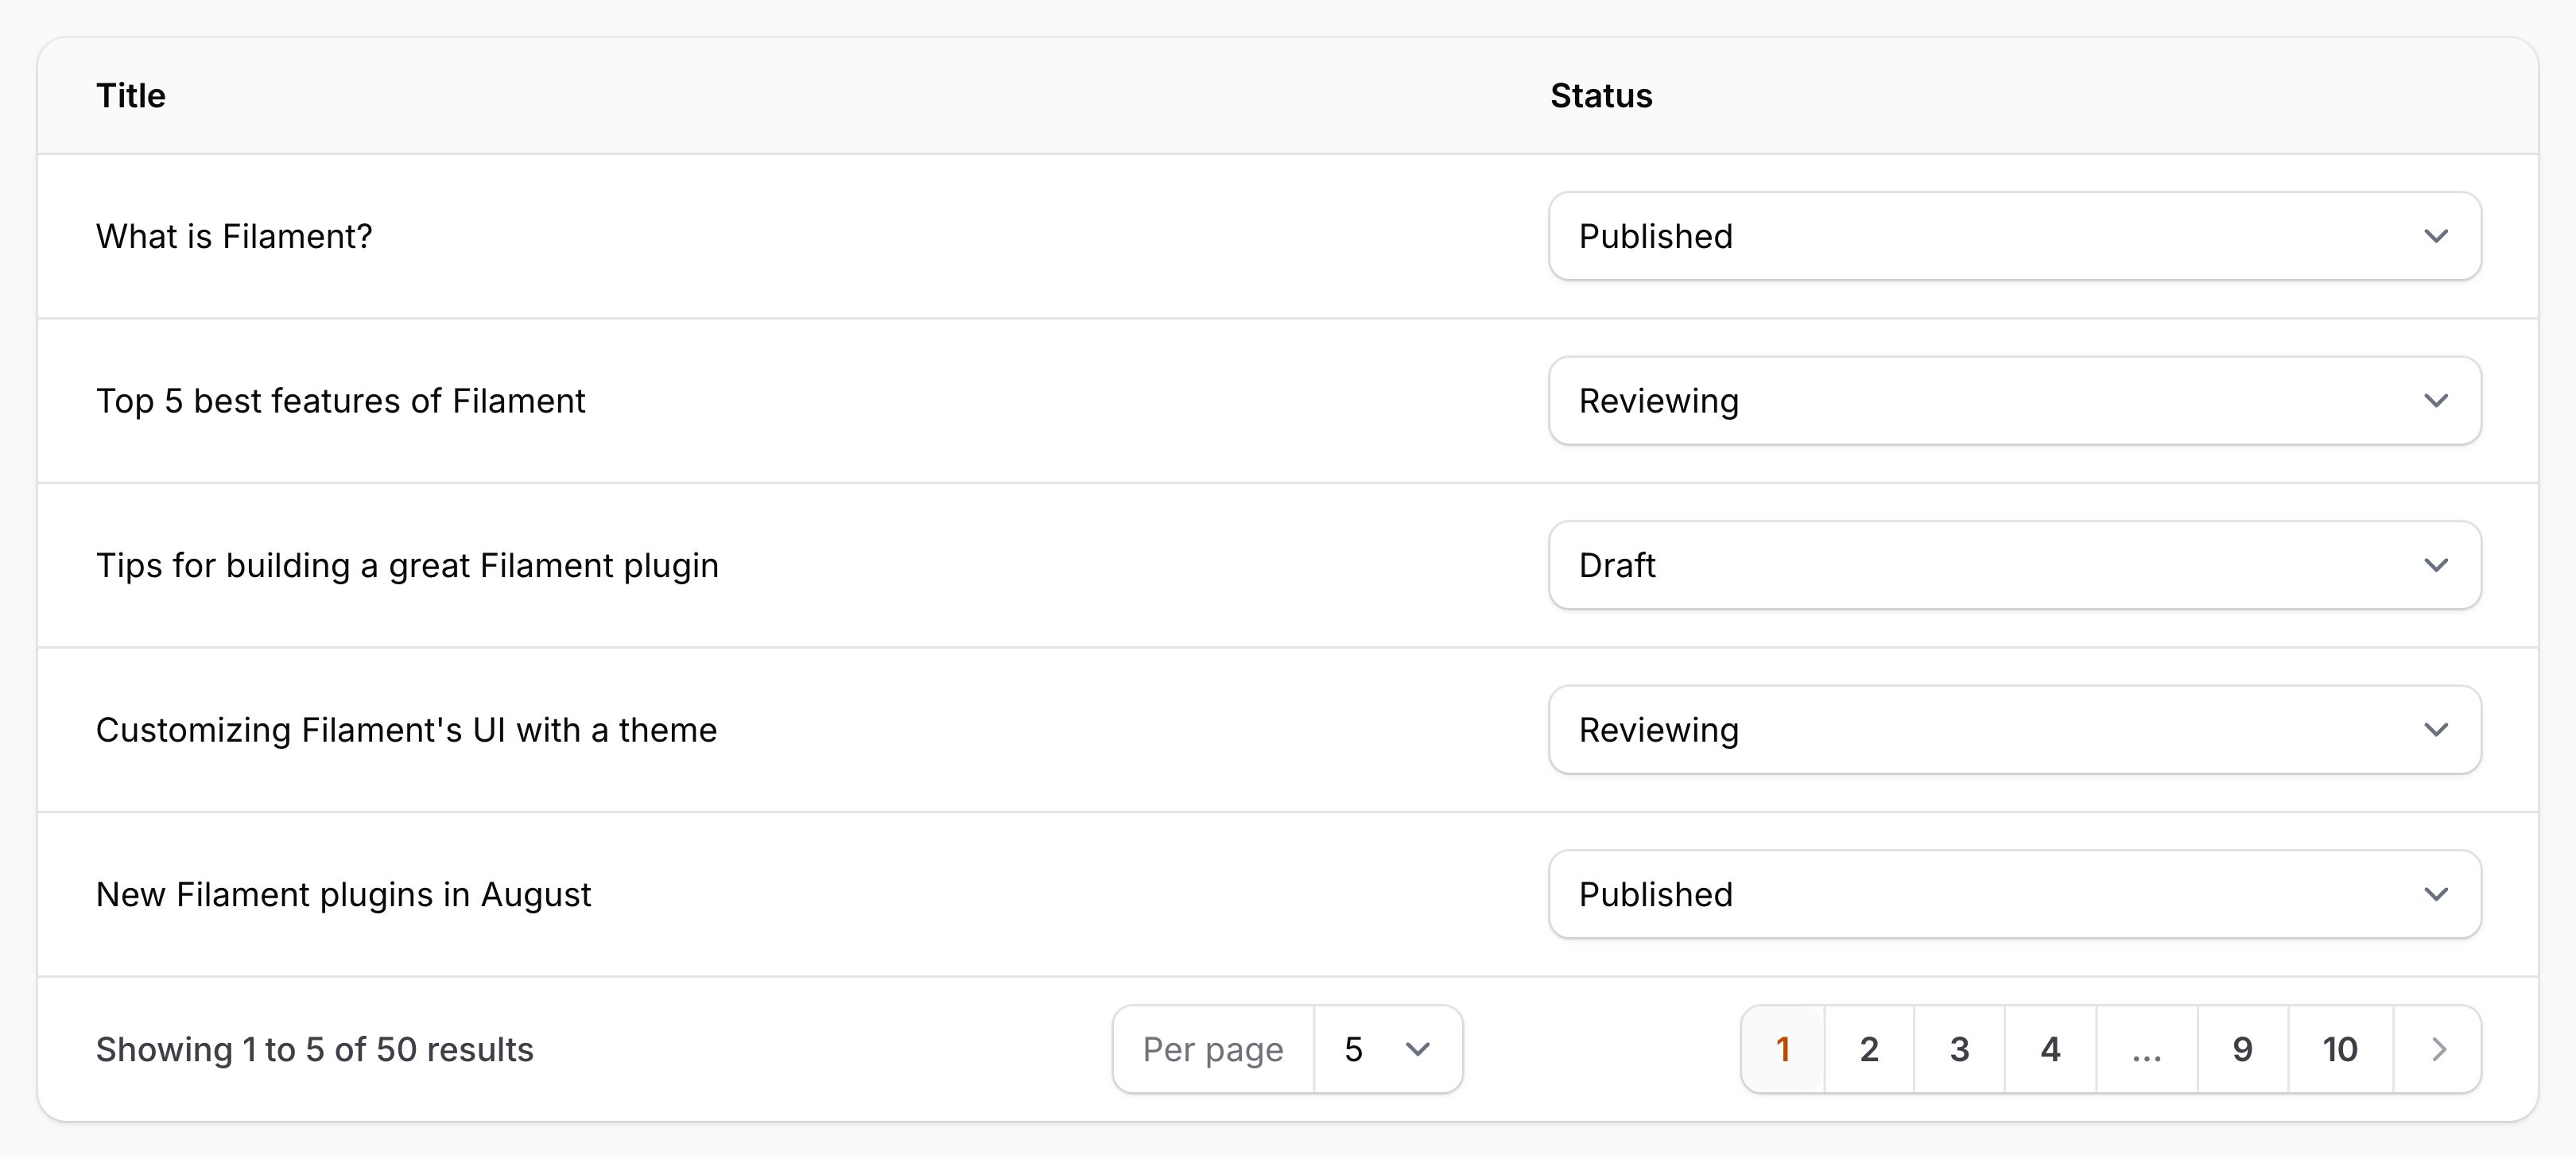 Title Status
What is Filament? Published
Top 5 best features of Filament Reviewing
Tips for building a great Filament plugin Draft
Customizing Filament's UI with a theme Reviewing
New Filament plugins in August Published
Showing 1 to 5 of 50 results Per page 5 1 2 3 4 ... 9 10